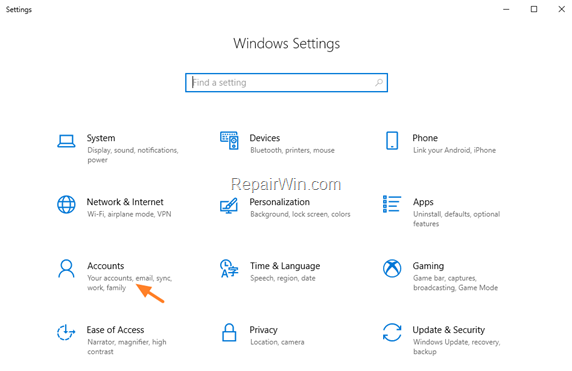 Settings
Windows Settings
Find a setting
System
Display, sound, notifications,
power
Devices
Bluetooth, printers, mouse
Phone
Link your Android, iPhone
RepairWin.com
Network & Internet
Wi-Fi, airplane mode, VPN
Personalization
Background, lock screen, colors
Apps
Uninstall, defaults, optional
features
Accounts
Your accounts, email, sync,
work, family
Time & Language
Speech, region, date
Gaming
Game bar, captures,
broadcasting, Game Mode
Ease of Access
Narrator, magnifier, high
contrast
Privacy
Location, camera
Update & Security
Windows Update, recovery,
backup